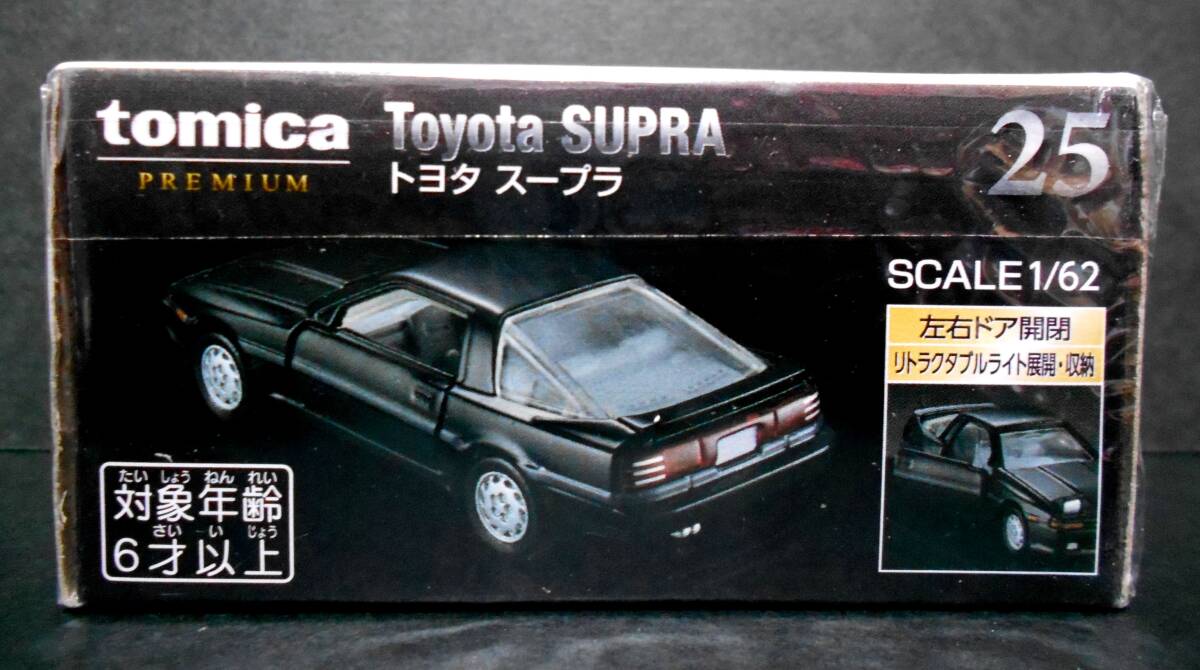 tomica
PREMIUM
Toyota SUPRA
トヨタ スープラ
25
SCALE 1/62
左右ドア開閉
リトラクタブルライト展開・収納
たい しょう ねん れい
対象年齢
さい い じょう
6才以上